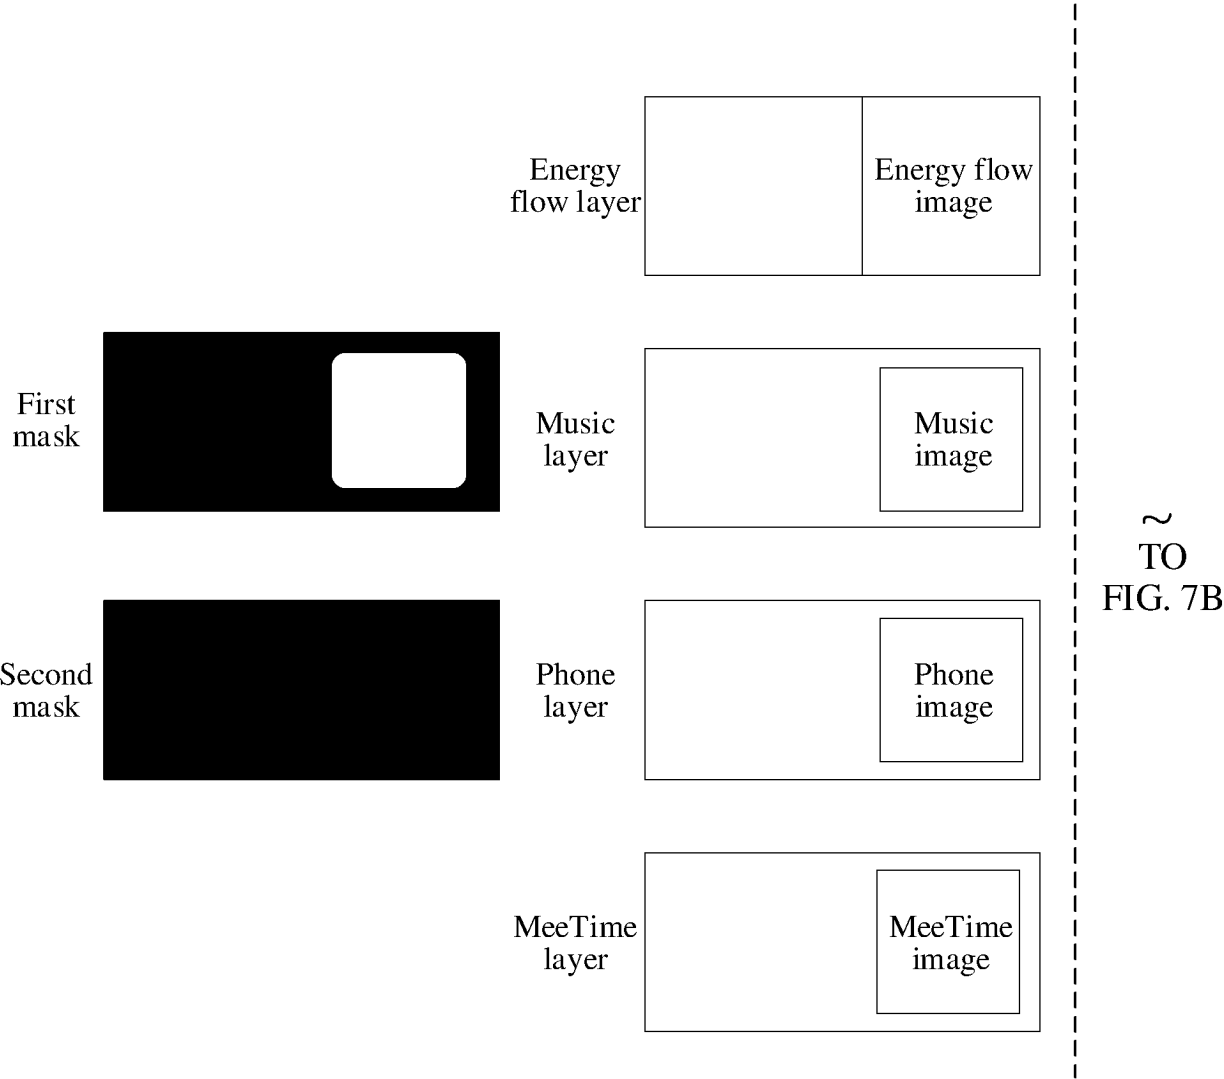 Energy
flow layer
Energy flow
image
First
mask
Music
layer
Music
image
Second
mask
Phone
layer
Phone
image
MeeTime
layer
MeeTime
image
~
TO
FIG. 7B